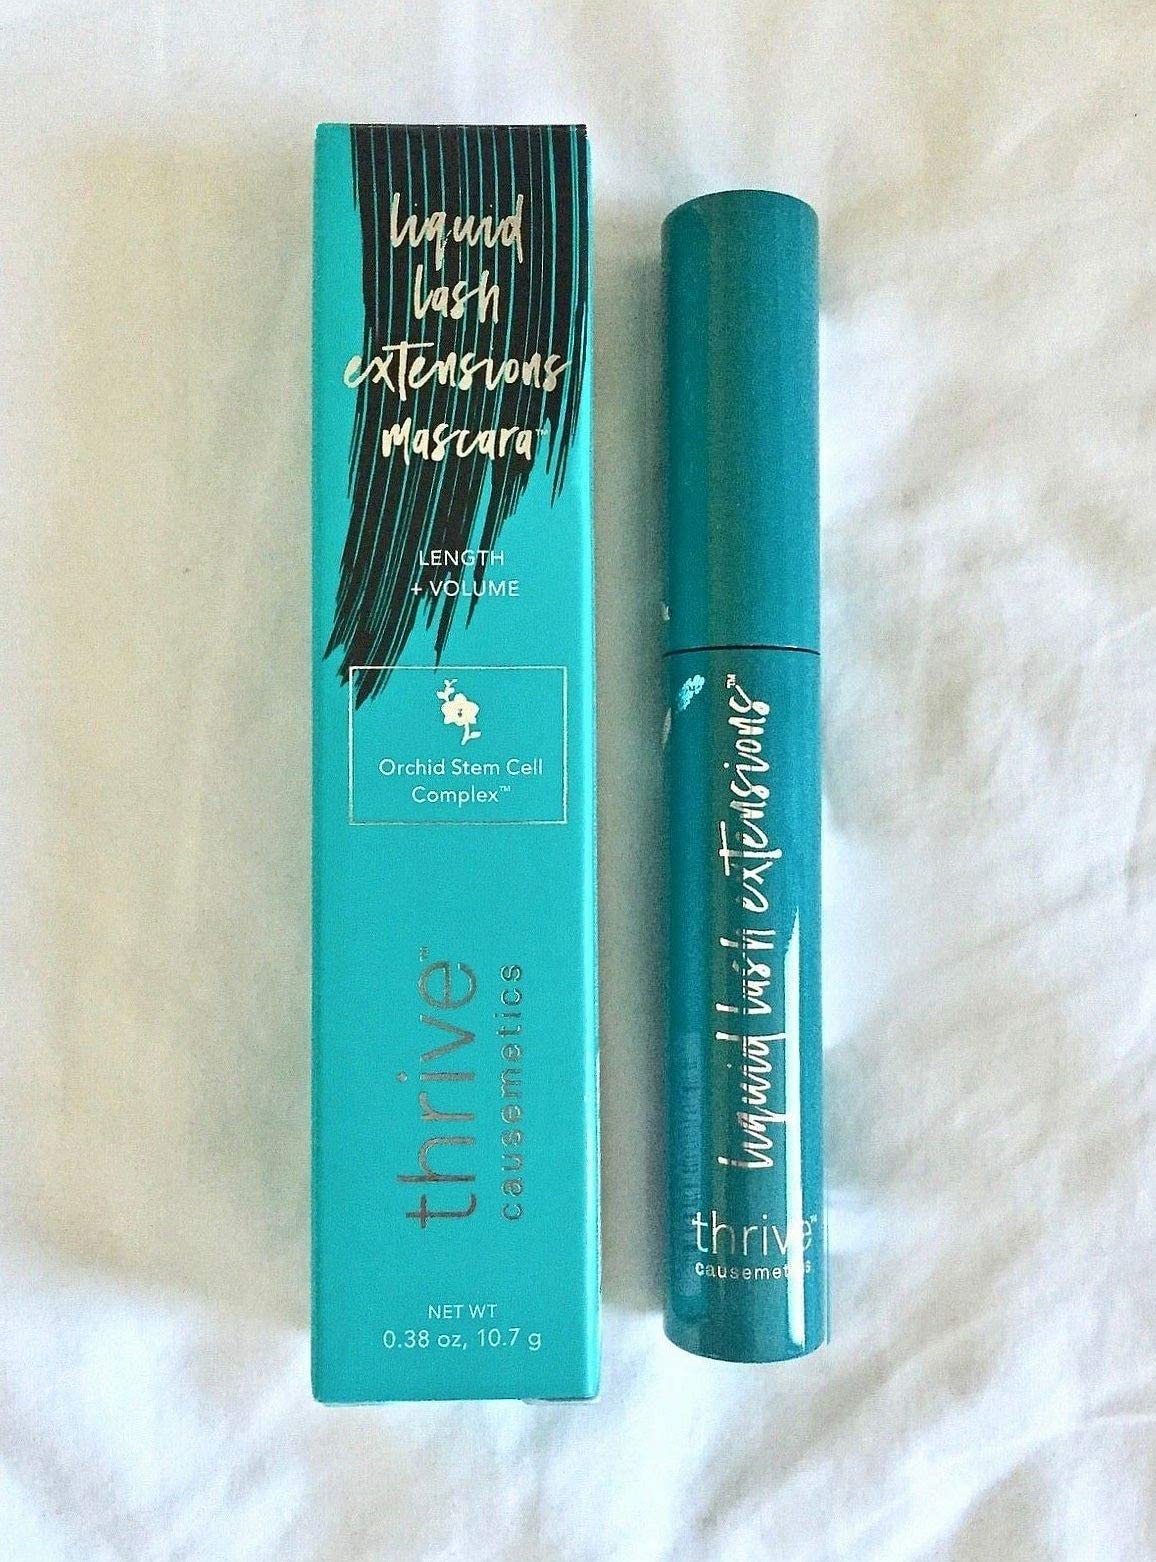 liquid
lash
extensions
mascara™
LENGTH
+ VOLUME
Orchid Stem Cell
Complex™
thrive™
causemetics
NET WT
0.38 oz, 10.7 g
liquid lash extensions™
thrive™
causemetics